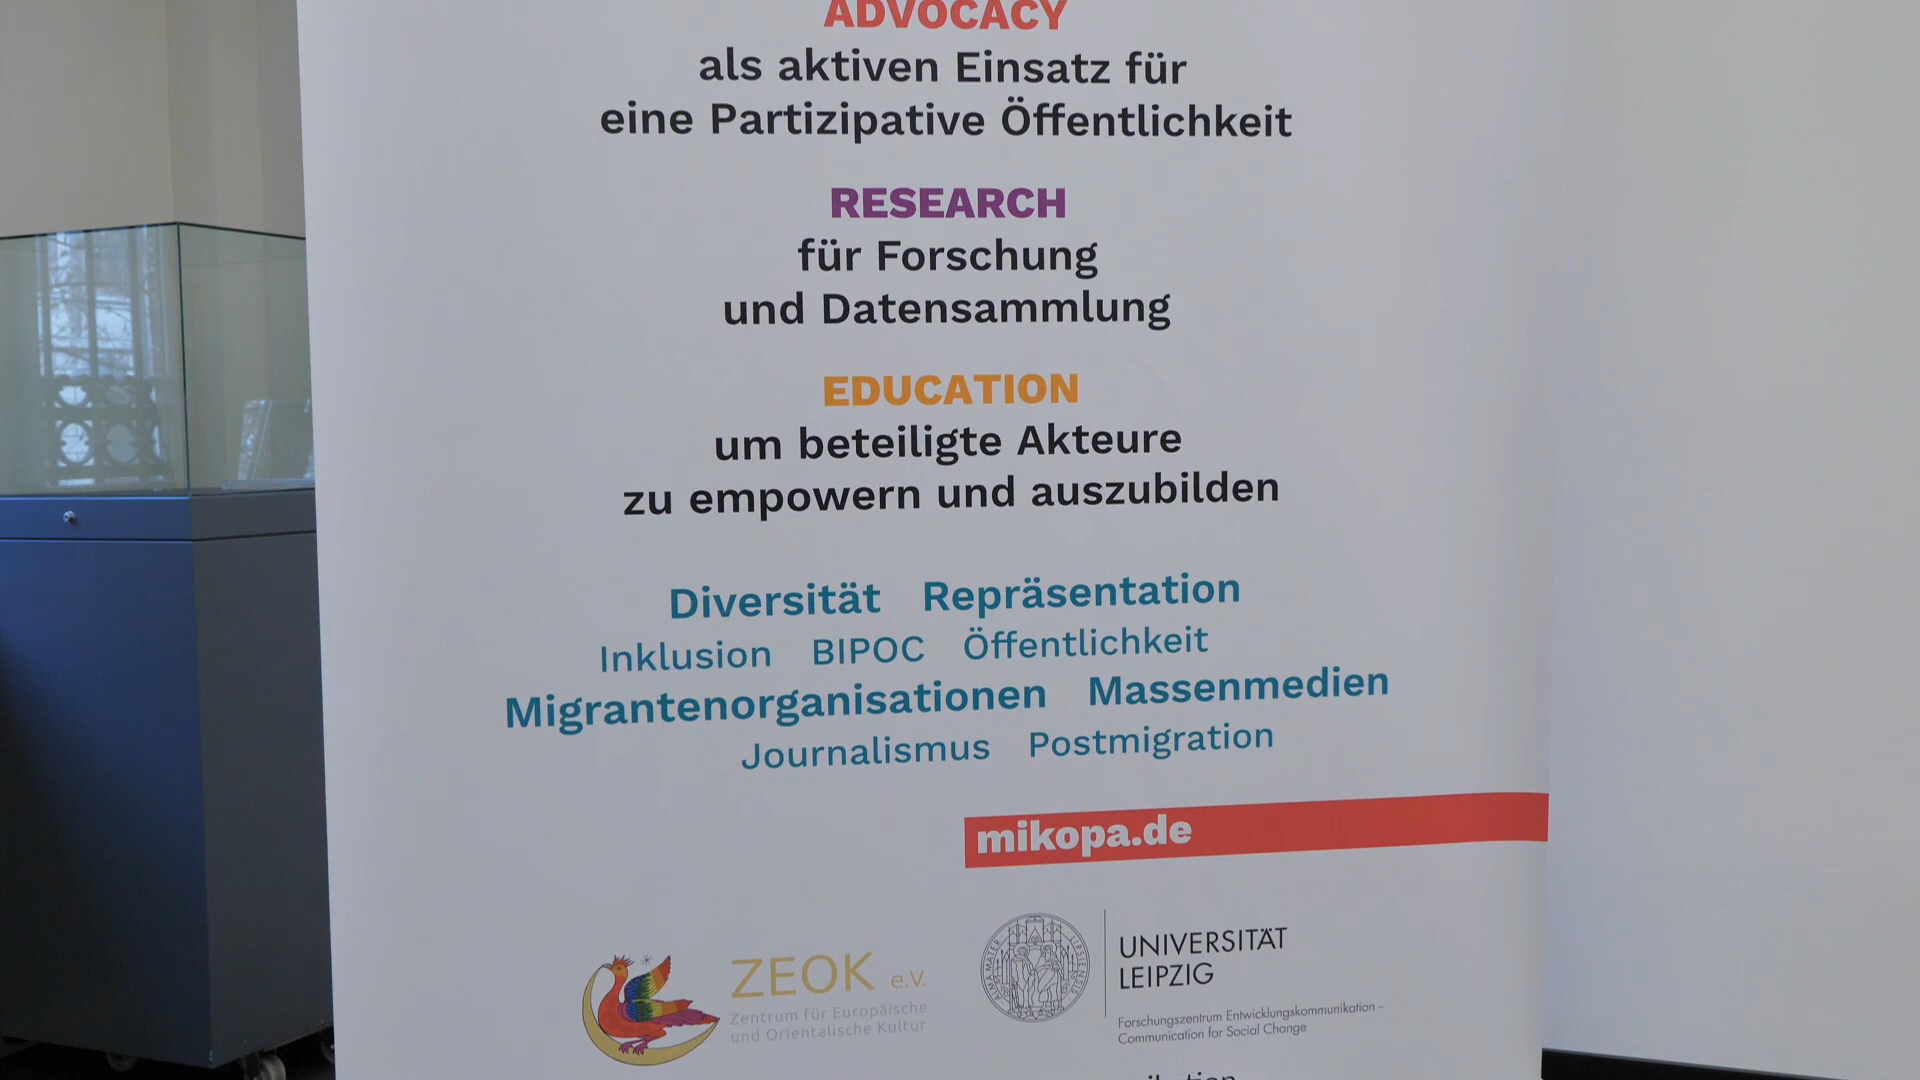 ADVOCACY
als aktiven Einsatz für
eine Partizipative Öffentlichkeit
RESEARCH
für Forschung
und Datensammlung
EDUCATION
um beteiligte Akteure
zu empowern und auszubilden
Diversität Repräsentation
Inklusion BIPOC Öffentlichkeit
Migrantenorganisationen Massenmedien
Journalismus Postmigration
mikopa.de
ZEOK e.V.
Zentrum für Europäische
und Orientalische Kultur
UNIVERSITÄT
LEIPZIG
Forschungszentrum Entwicklungskommunikation –
Communication for Social Change